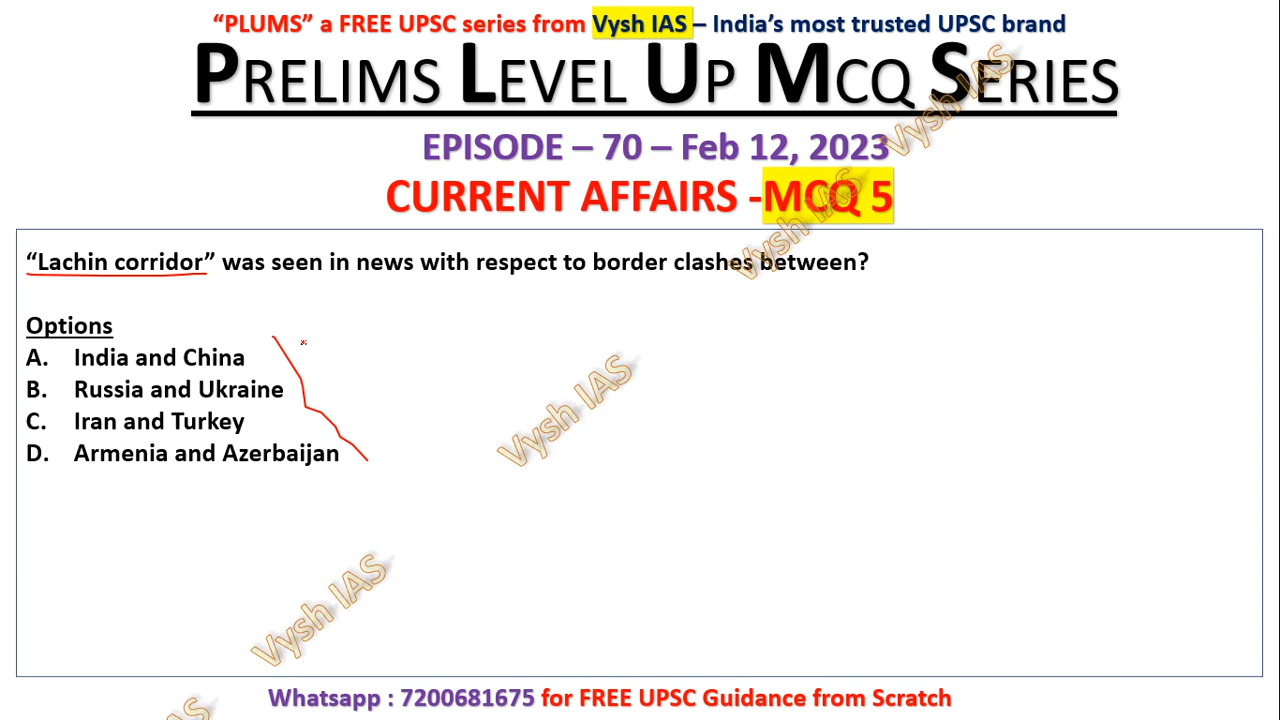 “PLUMS” a FREE UPSC series from Vysh IAS – India’s most trusted UPSC brand
PRELIMS LEVEL UP MCQ SERIES
EPISODE – 70 – Feb 12, 2023
CURRENT AFFAIRS -MCQ 5
“Lachin corridor” was seen in news with respect to border clashes between?
Options
A. India and China
B. Russia and Ukraine
C. Iran and Turkey
D. Armenia and Azerbaijan
Vysh IAS
Vysh IAS
Vysh IAS
Vysh IAS
IAS
Whatsapp : 7200681675 for FREE UPSC Guidance from Scratch